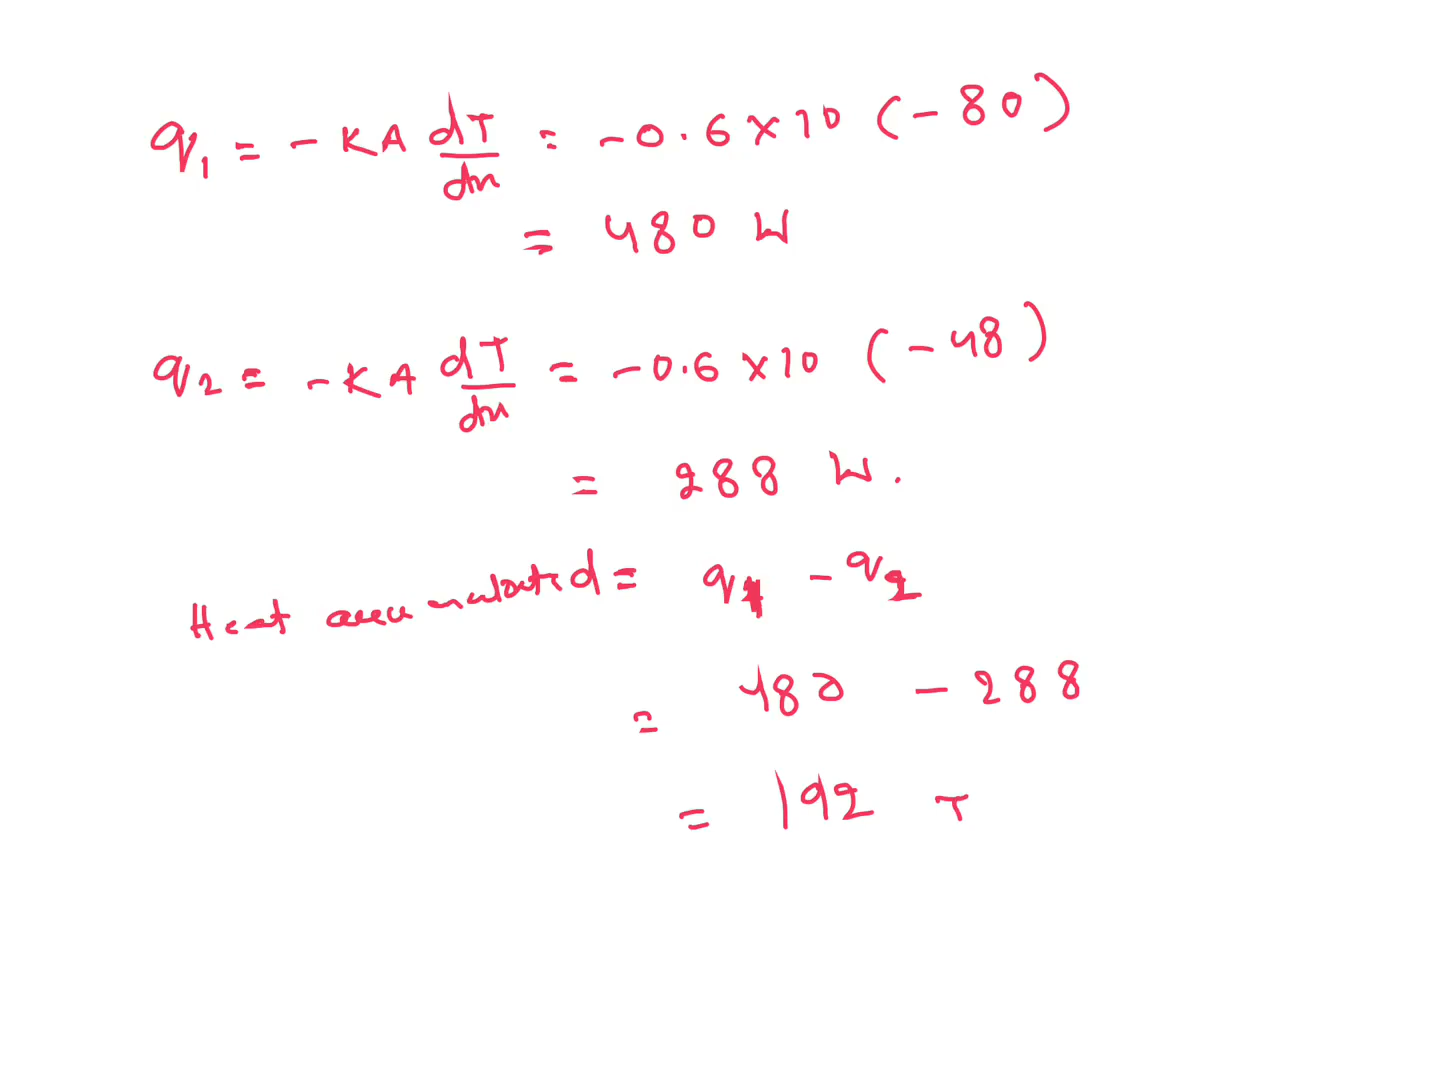 q₁ = - KA dT/dx = -0.6 × 10 (-80)
= 480 W
q₂ = - KA dT/dx = -0.6 × 10 (-48)
= 288 W.
Heat accumulated = q₁ - q₂
= 480 - 288
= 192